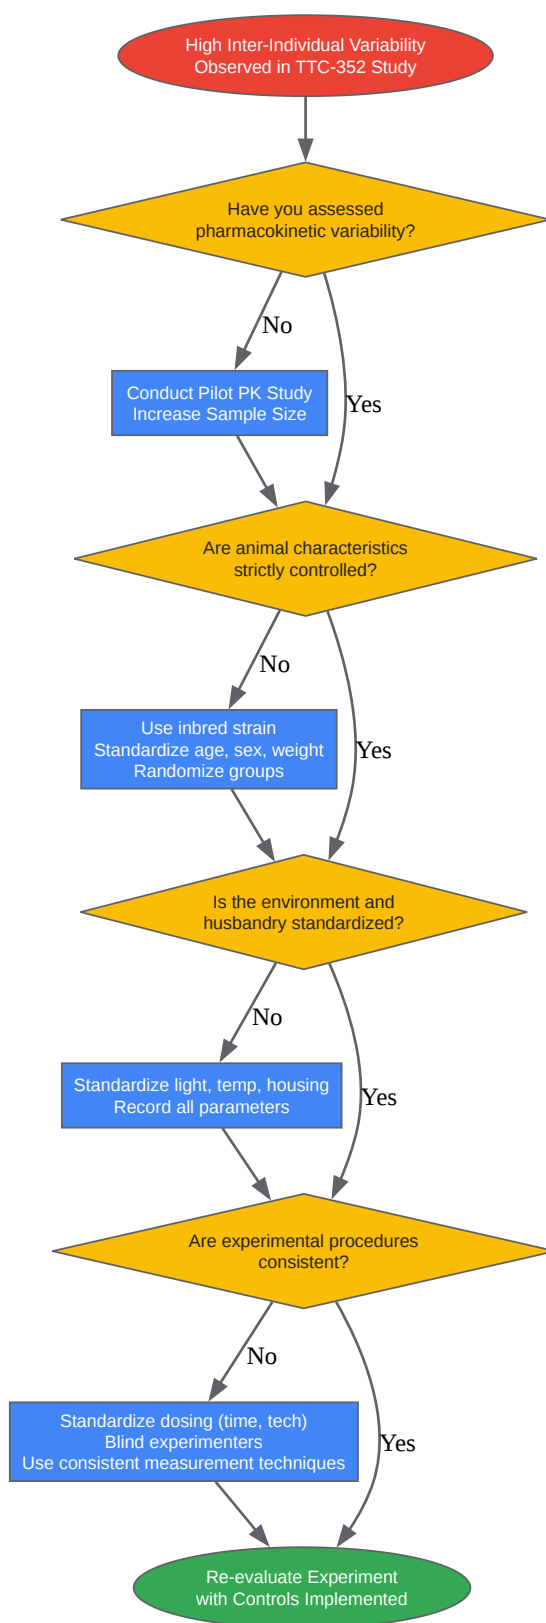 High Inter-Individual Variability
Observed in TTC-352 Study
Have you assessed
pharmacokinetic variability?
No
Conduct Pilot PK Study
Increase Sample Size
Yes
Are animal characteristics
strictly controlled?
No
Use inbred strain
Standardize age, sex, weight
Randomize groups
Yes
Is the environment and
husbandry standardized?
No
Standardize light, temp, housing
Record all parameters
Yes
Are experimental procedures
consistent?
No
Standardize dosing (time, tech)
Blind experimenters
Use consistent measurement techniques
Yes
Re-evaluate Experiment
with Controls Implemented